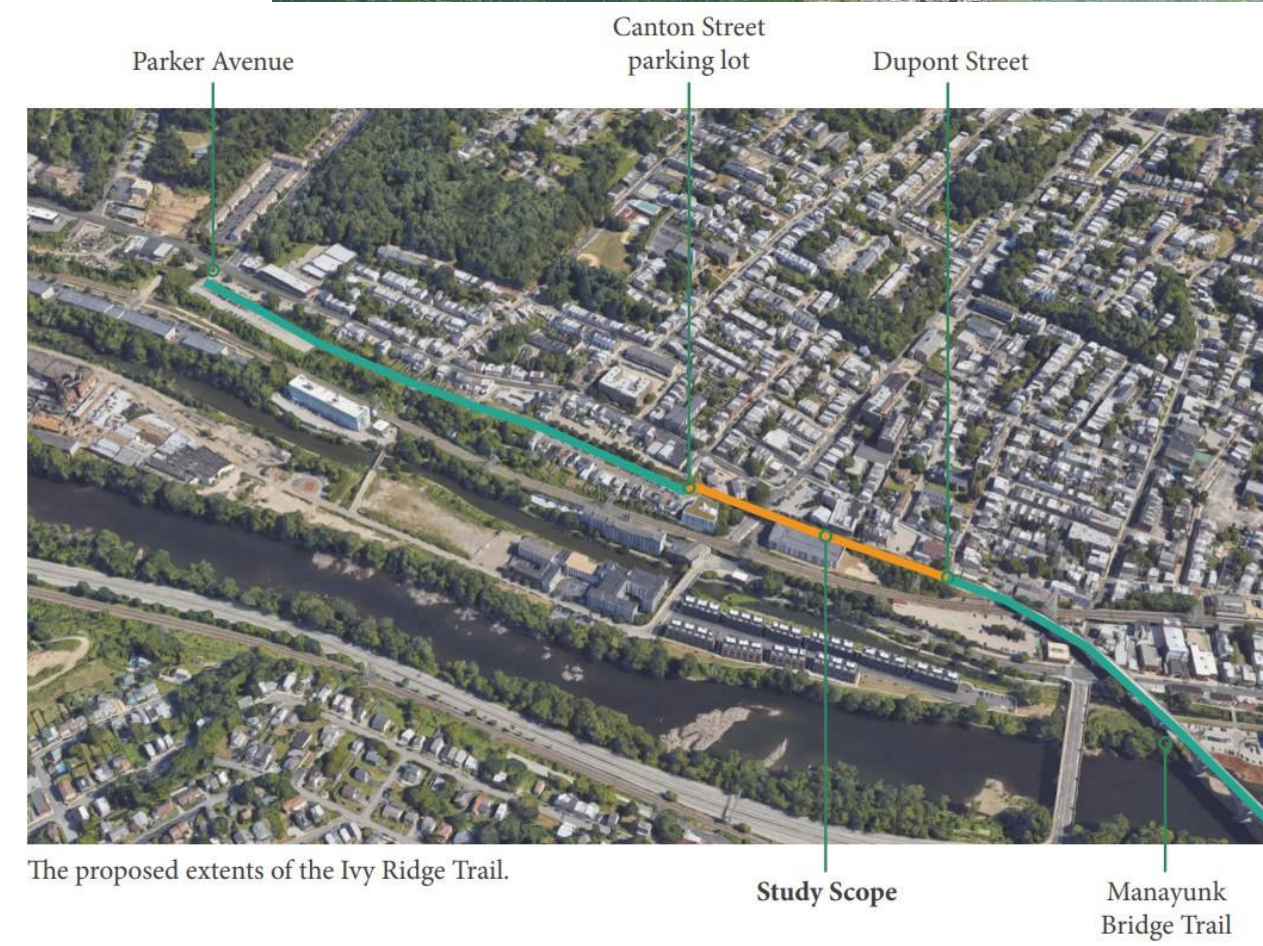 Canton Street
parking lot
Parker Avenue
Dupont Street
The proposed extents of the Ivy Ridge Trail.
Study Scope
Manayunk
Bridge Trail